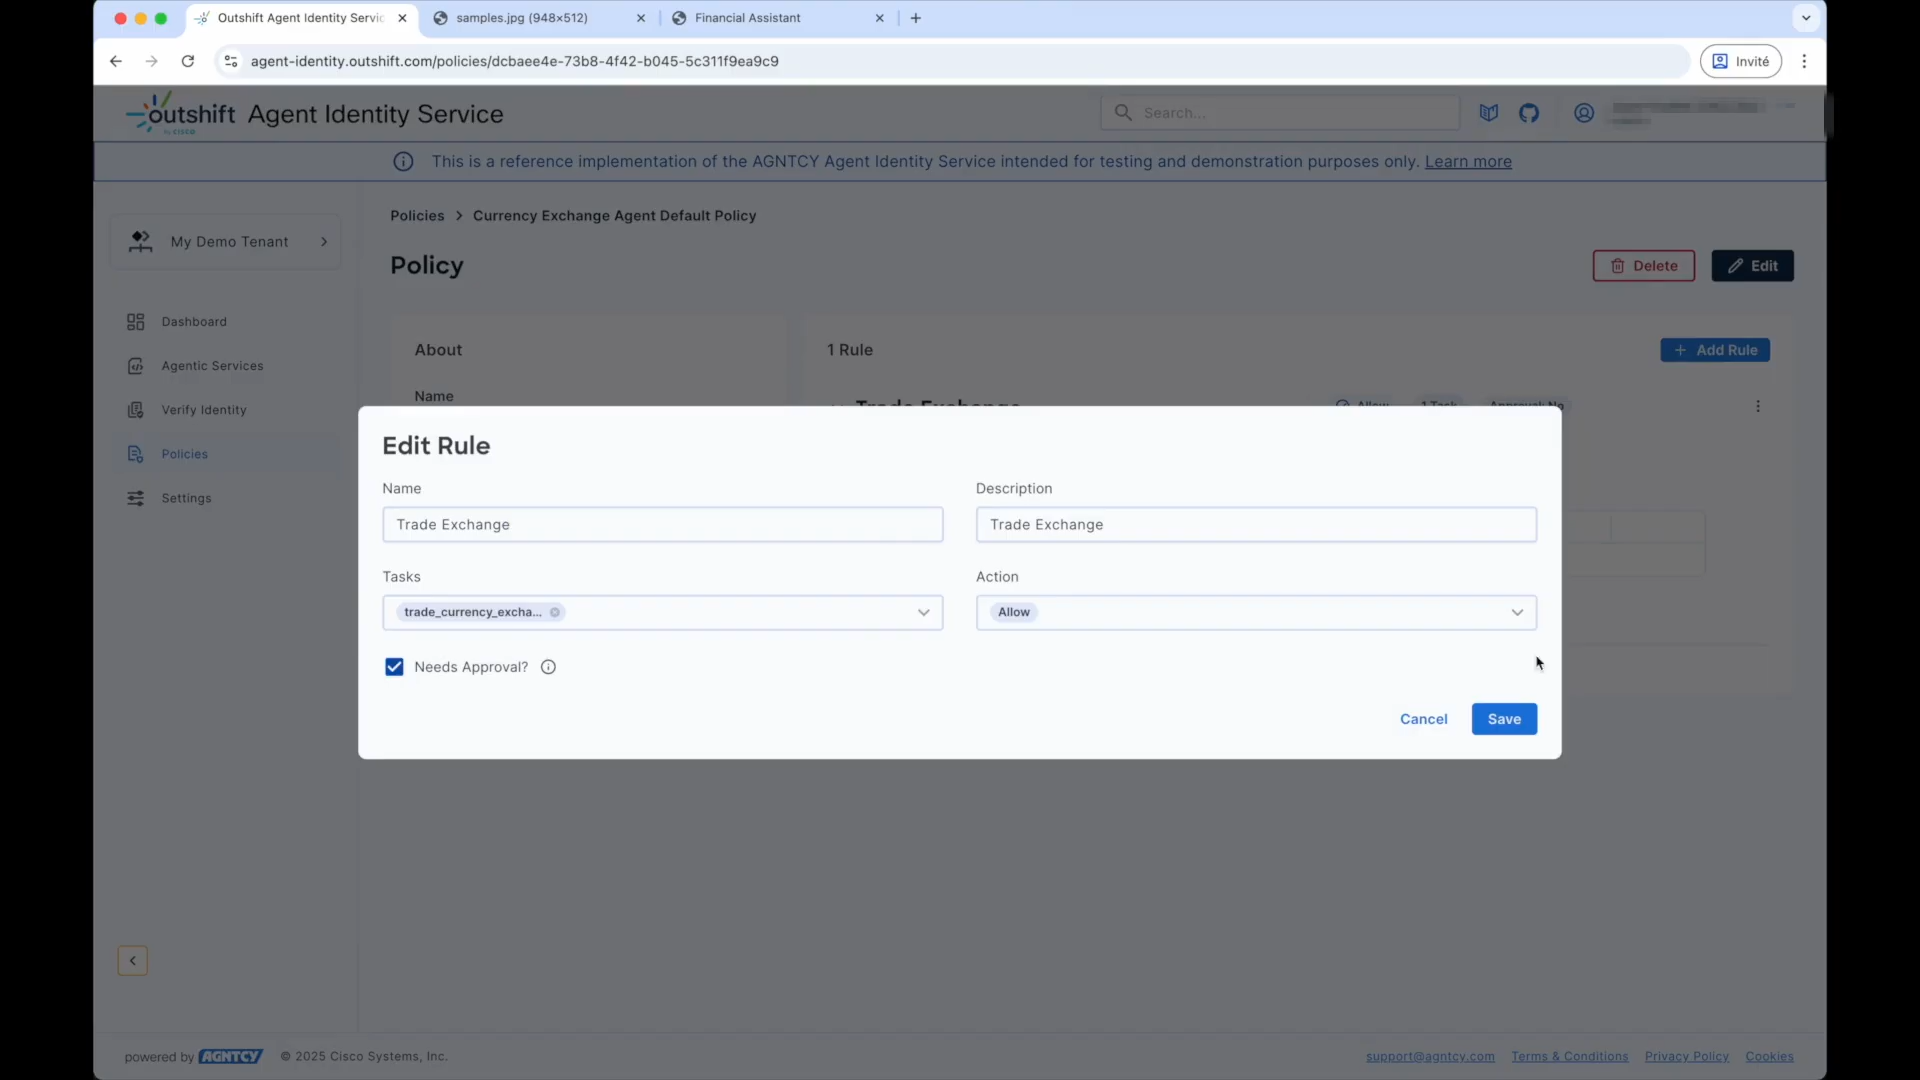 Outshift Agent Identity Servic
samples.jpg (948×512)
Financial Assistant
agent-identity.outshift.com/policies/dcbaee4e-73b8-4f42-b045-5c311f9ea9c9
Invité
outshift
by CISCO
Agent Identity Service
Search...
This is a reference implementation of the AGNTCY Agent Identity Service intended for testing and demonstration purposes only. Learn more
My Demo Tenant
Dashboard
Agentic Services
Verify Identity
Policies
Settings
Policies > Currency Exchange Agent Default Policy
Policy
Delete
Edit
About
1 Rule
+ Add Rule
Name
Trade Exchange
Allow
1 Task
Approval: No
Edit Rule
Name
Description
Trade Exchange
Trade Exchange
Tasks
Action
trade_currency_excha...
Allow
Needs Approval?
Cancel
Save
powered by AGNTCY © 2025 Cisco Systems, Inc.
support@agntcy.com
Terms & Conditions
Privacy Policy
Cookies